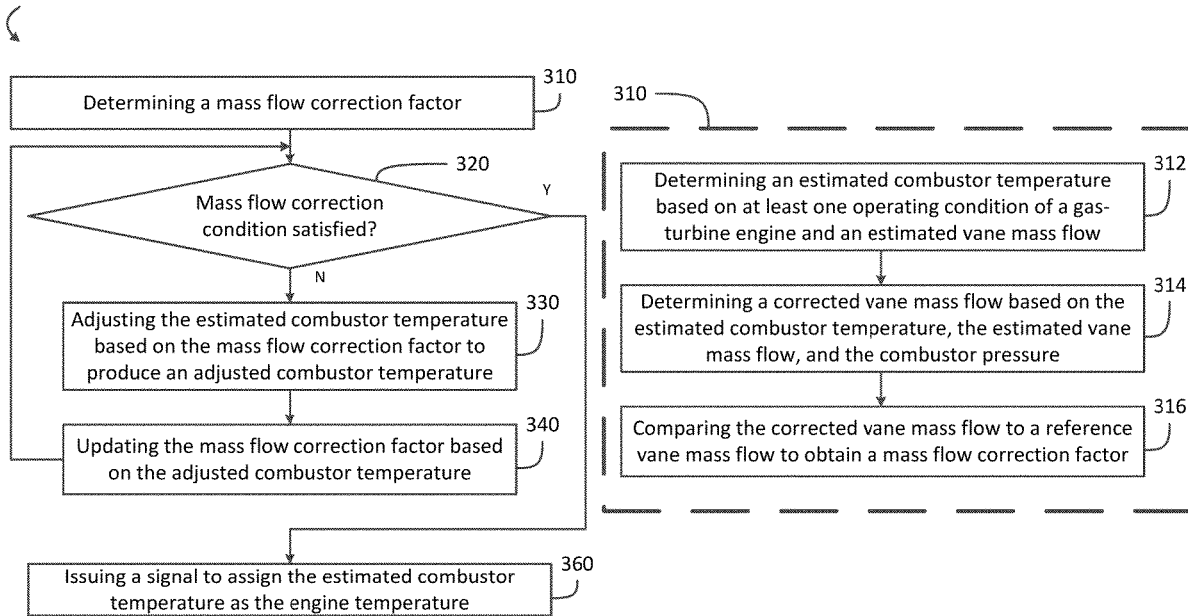 310
Determining a mass flow correction factor
320
Mass flow correction
condition satisfied?
Y
N
330
Adjusting the estimated combustor temperature
based on the mass flow correction factor to
produce an adjusted combustor temperature
340
Updating the mass flow correction factor based
on the adjusted combustor temperature
360
Issuing a signal to assign the estimated combustor
temperature as the engine temperature
310
312
Determining an estimated combustor temperature
based on at least one operating condition of a gas-
turbine engine and an estimated vane mass flow
314
Determining a corrected vane mass flow based on the
estimated combustor temperature, the estimated vane
mass flow, and the combustor pressure
316
Comparing the corrected vane mass flow to a reference
vane mass flow to obtain a mass flow correction factor